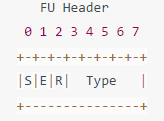 FU Header
0 1 2 3 4 5 6 7
+-+-+-+-+-+-+-+-+
|S|E|R| Type |
+---------------+